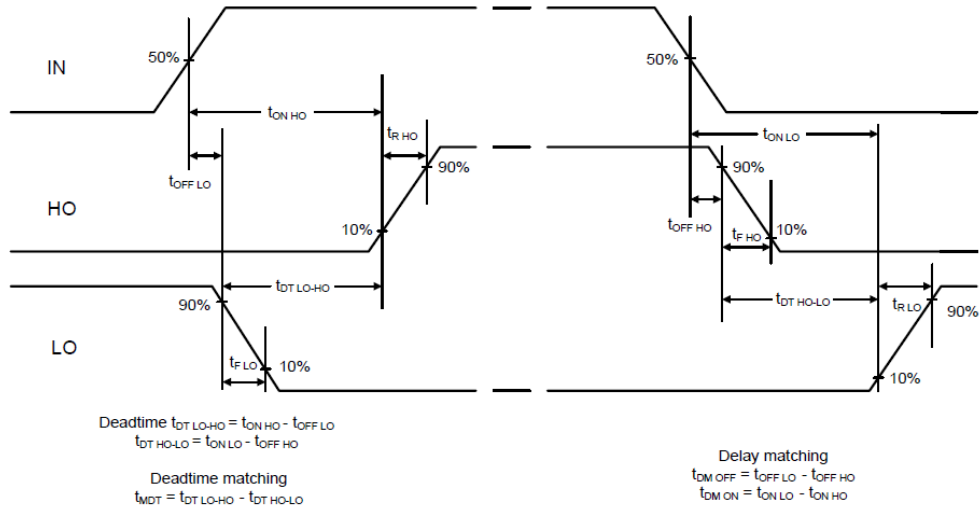 IN
50%
50%
tON HO
tR HO
tON LO
tOFF LO
90%
90%
HO
tOFF HO
tF HO
10%
10%
tDT LO-HO
tDT HO-LO
tR LO
90%
90%
LO
tF LO
10%
10%
Deadtime tDT LO-HO = tON HO - tOFF LO
tDT HO-LO = tON LO - tOFF HO
Deadtime matching
tMDT = tDT LO-HO - tDT HO-LO
Delay matching
tDM OFF = tOFF LO - tOFF HO
tDM ON = tON LO - tON HO